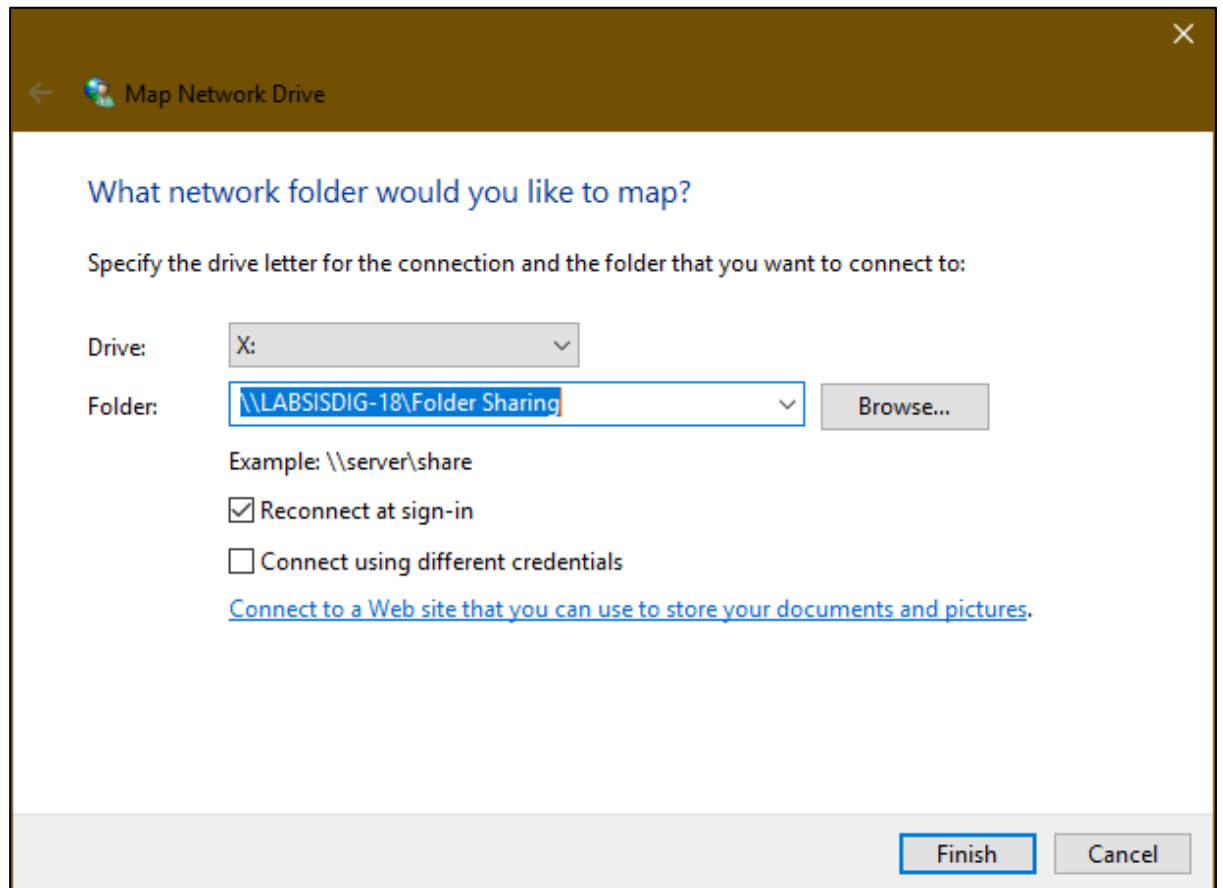 Map Network Drive
What network folder would you like to map?
Specify the drive letter for the connection and the folder that you want to connect to:
Drive: X:
Folder: \\LABSISDIG-18\Folder Sharing Browse...
Example: \\server\share
Reconnect at sign-in
Connect using different credentials
Connect to a Web site that you can use to store your documents and pictures.
Finish Cancel